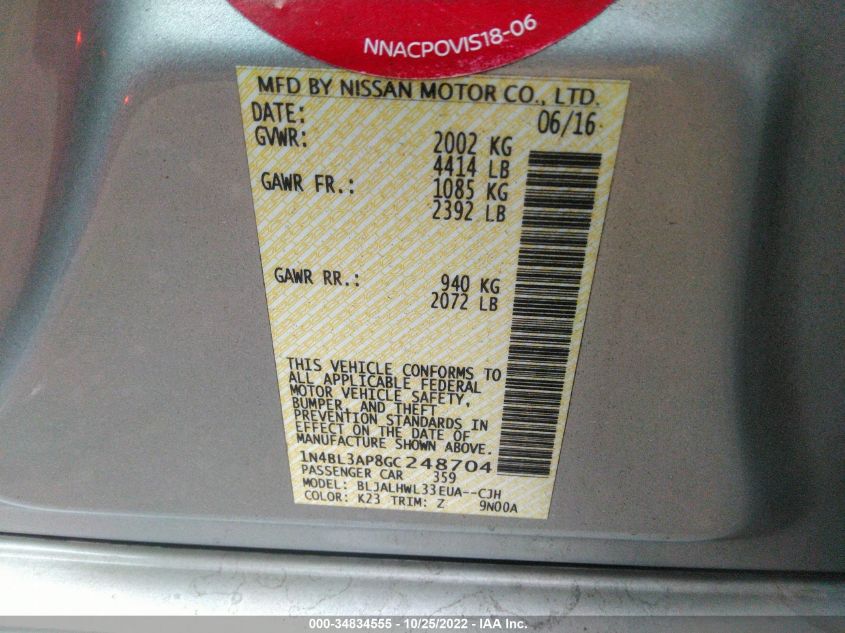 NNACPOVIS18-06
MFD BY NISSAN MOTOR CO., LTD.
DATE: 06/16
GVWR: 2002 KG
4414 LB
GAWR FR.: 1085 KG
2392 LB
GAWR RR.: 940 KG
2072 LB
THIS VEHICLE CONFORMS TO
ALL APPLICABLE FEDERAL
MOTOR VEHICLE SAFETY,
BUMPER, AND THEFT
PREVENTION STANDARDS IN
EFFECT ON THE DATE OF
MANUFACTURE SHOWN ABOVE.
1N4BL3AP8GC248704
PASSENGER CAR 359
MODEL: BLJALHWL33EUA--CJH
COLOR: K23 TRIM: Z 9N00A
000-34834555 - 10/25/2022 - IAA Inc.